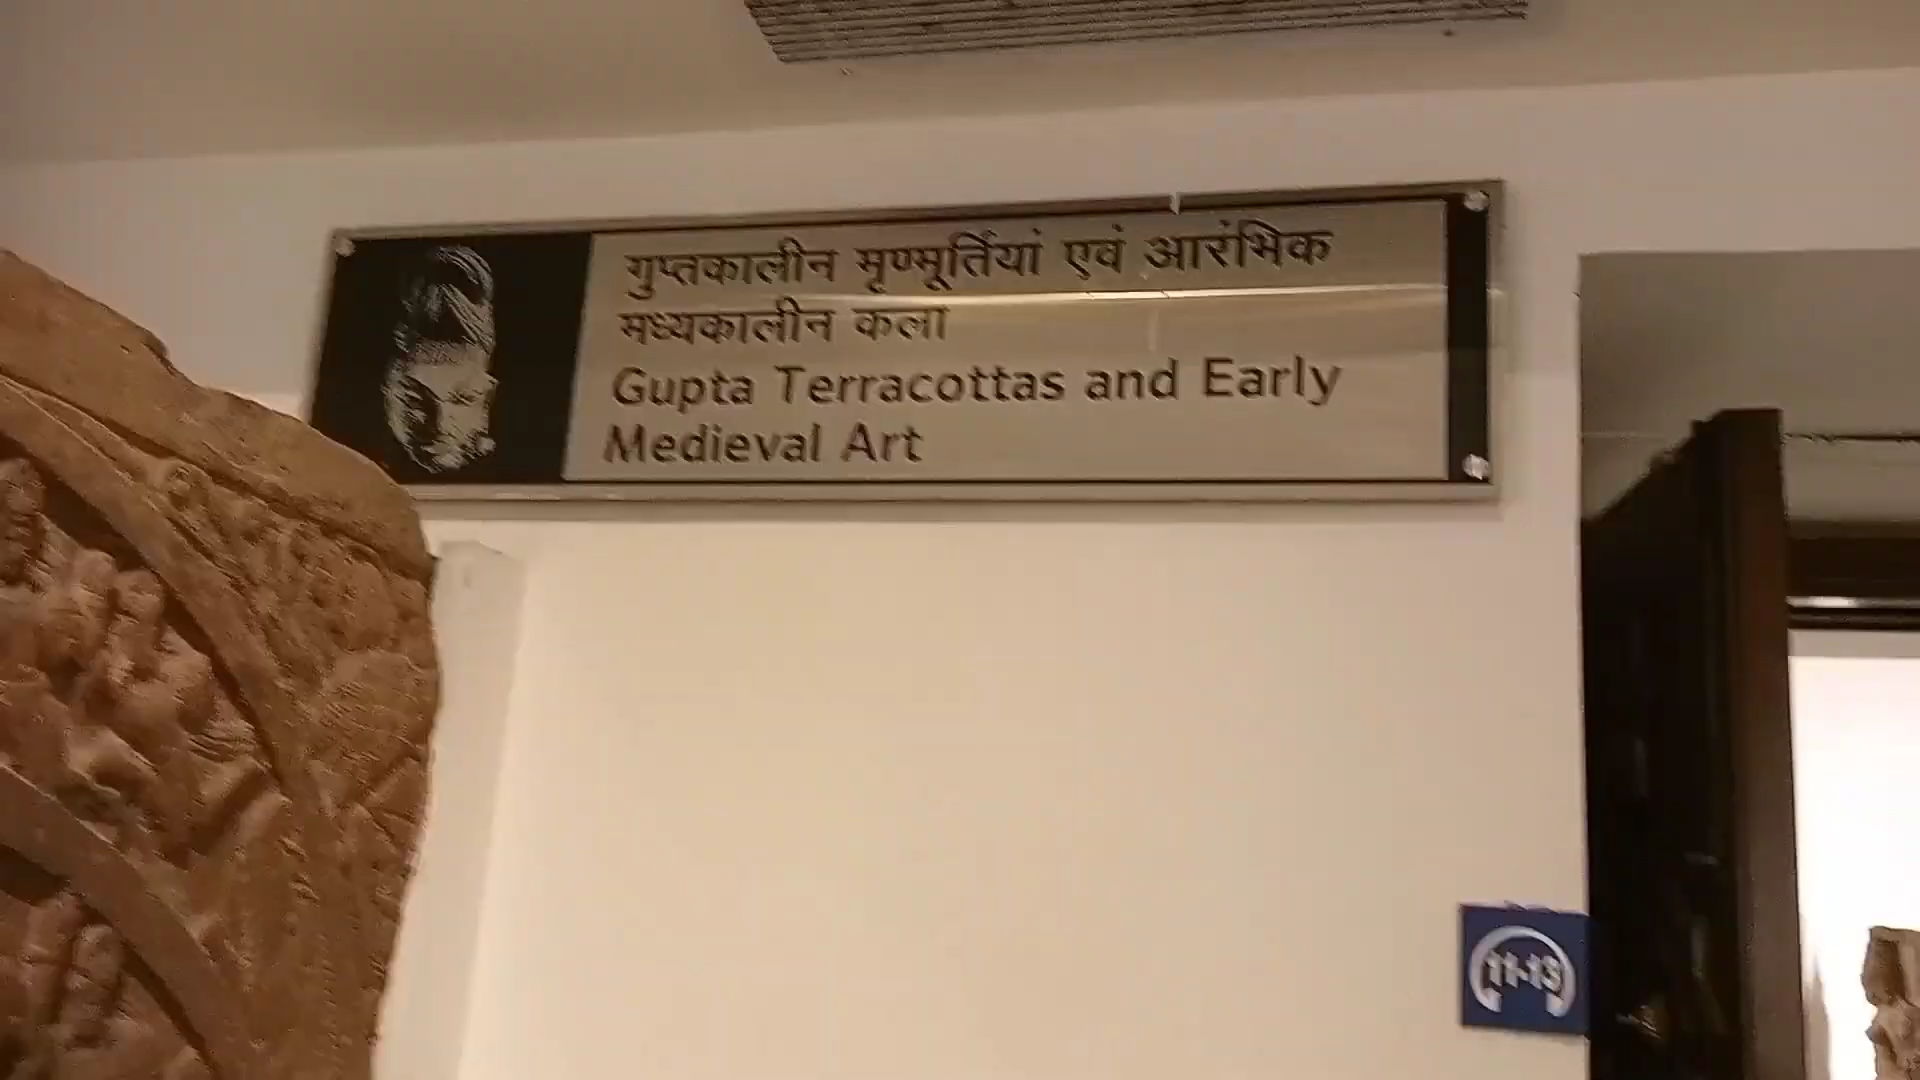 गुप्तकालीन मृण्मूर्तियां एवं आरंभिक
मध्यकालीन कला
Gupta Terracottas and Early
Medieval Art
11-13